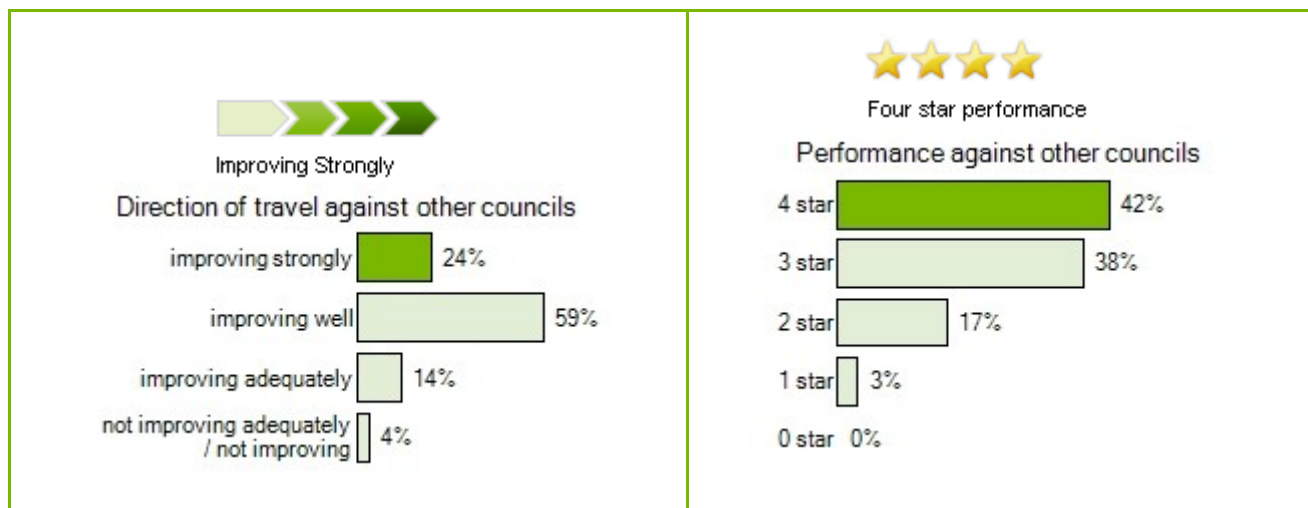 Improving Strongly
Direction of travel against other councils
improving strongly 24%
improving well 59%
improving adequately 14%
not improving adequately
/ not improving 4%
Four star performance
Performance against other councils
4 star 42%
3 star 38%
2 star 17%
1 star 3%
0 star 0%